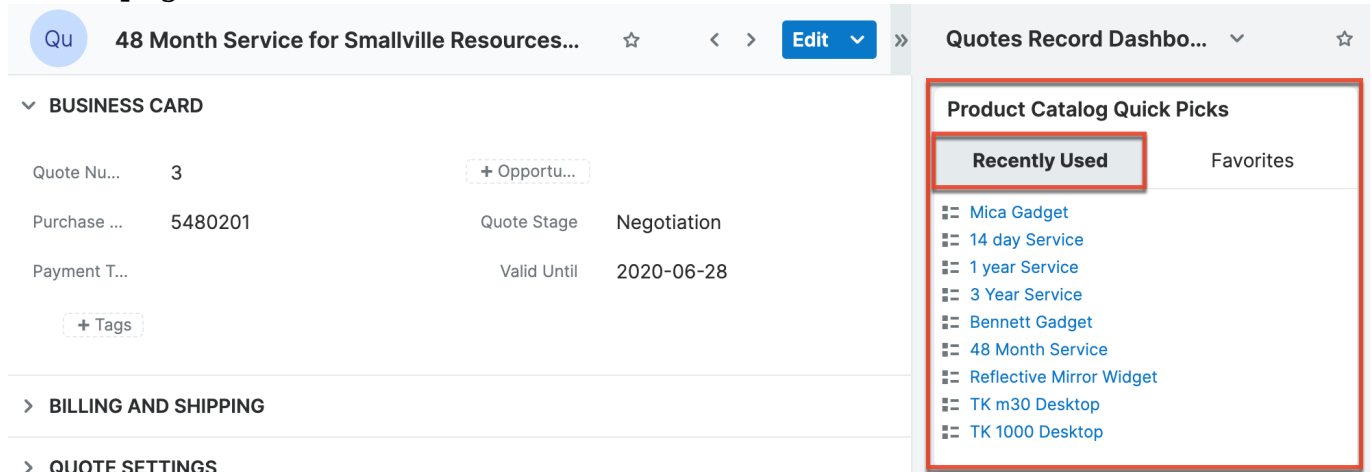 Qu
48 Month Service for Smallville Resources...
Edit
Quotes Record Dashbo...
BUSINESS CARD
Quote Nu... 3
+ Opportu...
Purchase ... 5480201
Quote Stage Negotiation
Payment T...
Valid Until 2020-06-28
+ Tags
BILLING AND SHIPPING
QUOTE SETTINGS
Product Catalog Quick Picks
Recently Used Favorites
Mica Gadget
14 day Service
1 year Service
3 Year Service
Bennett Gadget
48 Month Service
Reflective Mirror Widget
TK m30 Desktop
TK 1000 Desktop